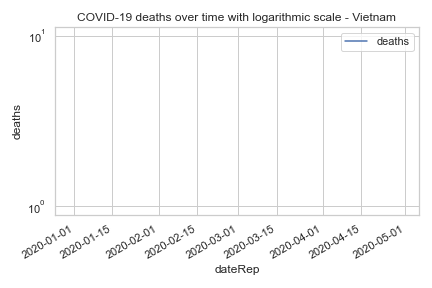 COVID-19 deaths over time with logarithmic scale - Vietnam
deaths
10¹
deaths
10⁰
2020-01-01
2020-01-15
2020-02-01
2020-02-15
2020-03-01
2020-03-15
2020-04-01
2020-04-15
2020-05-01
dateRep